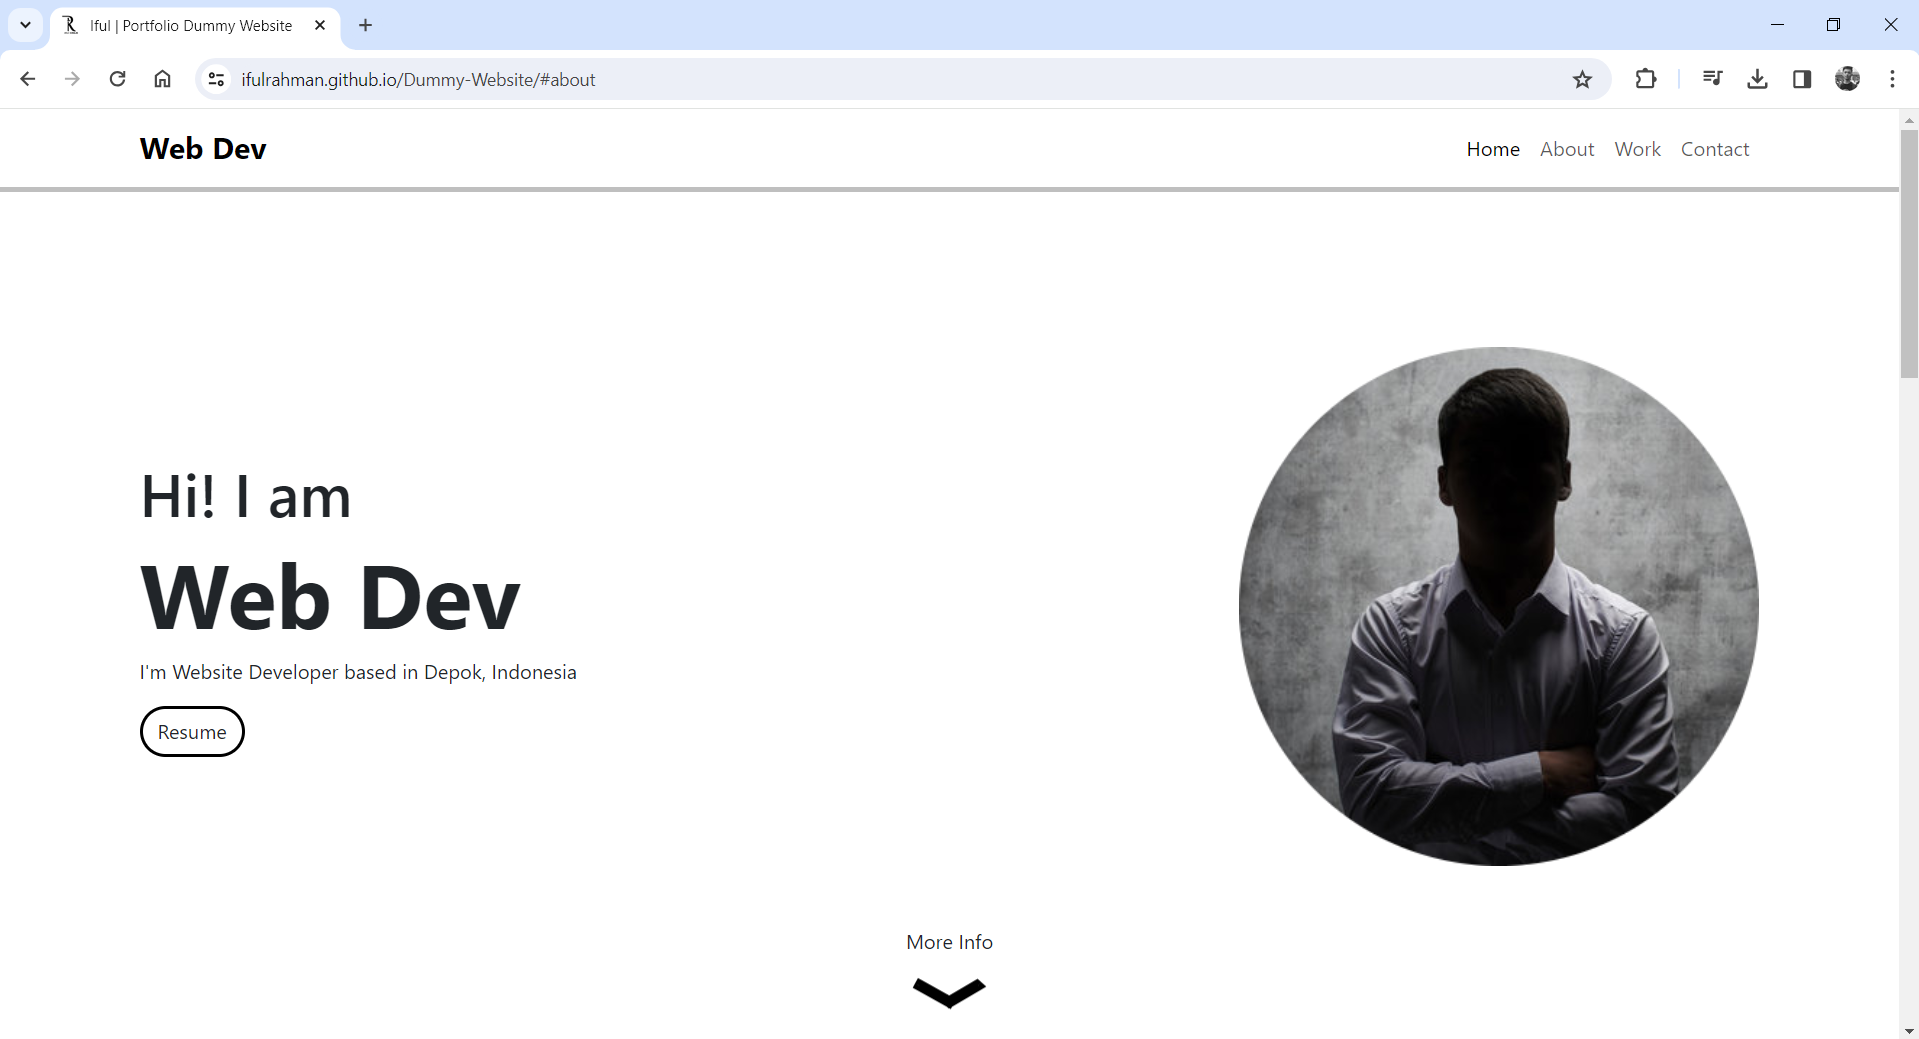 Iful | Portfolio Dummy Website
ifulrahman.github.io/Dummy-Website/#about
Web Dev
Home About Work Contact
Hi! I am
Web Dev
I'm Website Developer based in Depok, Indonesia
Resume
More Info